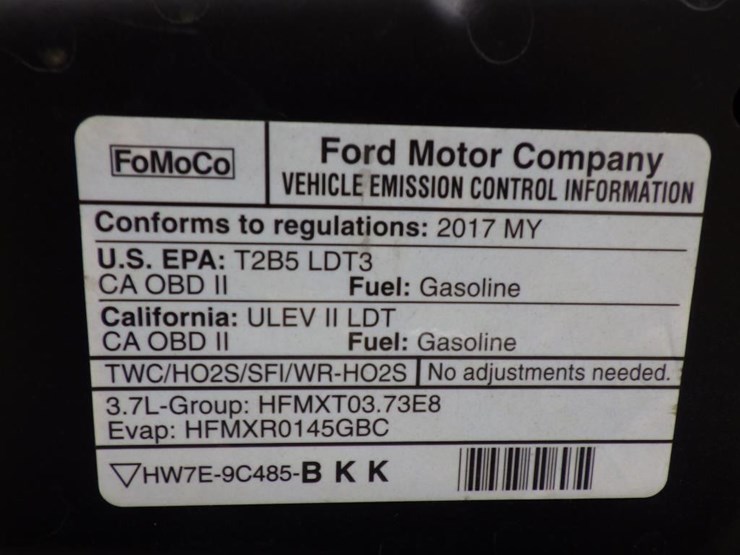 FoMoCo
Ford Motor Company
VEHICLE EMISSION CONTROL INFORMATION
Conforms to regulations: 2017 MY
U.S. EPA: T2B5 LDT3
CA OBD II Fuel: Gasoline
California: ULEV II LDT
CA OBD II Fuel: Gasoline
TWC/HO2S/SFI/WR-HO2S No adjustments needed.
3.7L-Group: HFMXT03.73E8
Evap: HFMXR0145GBC
HW7E-9C485-B K K